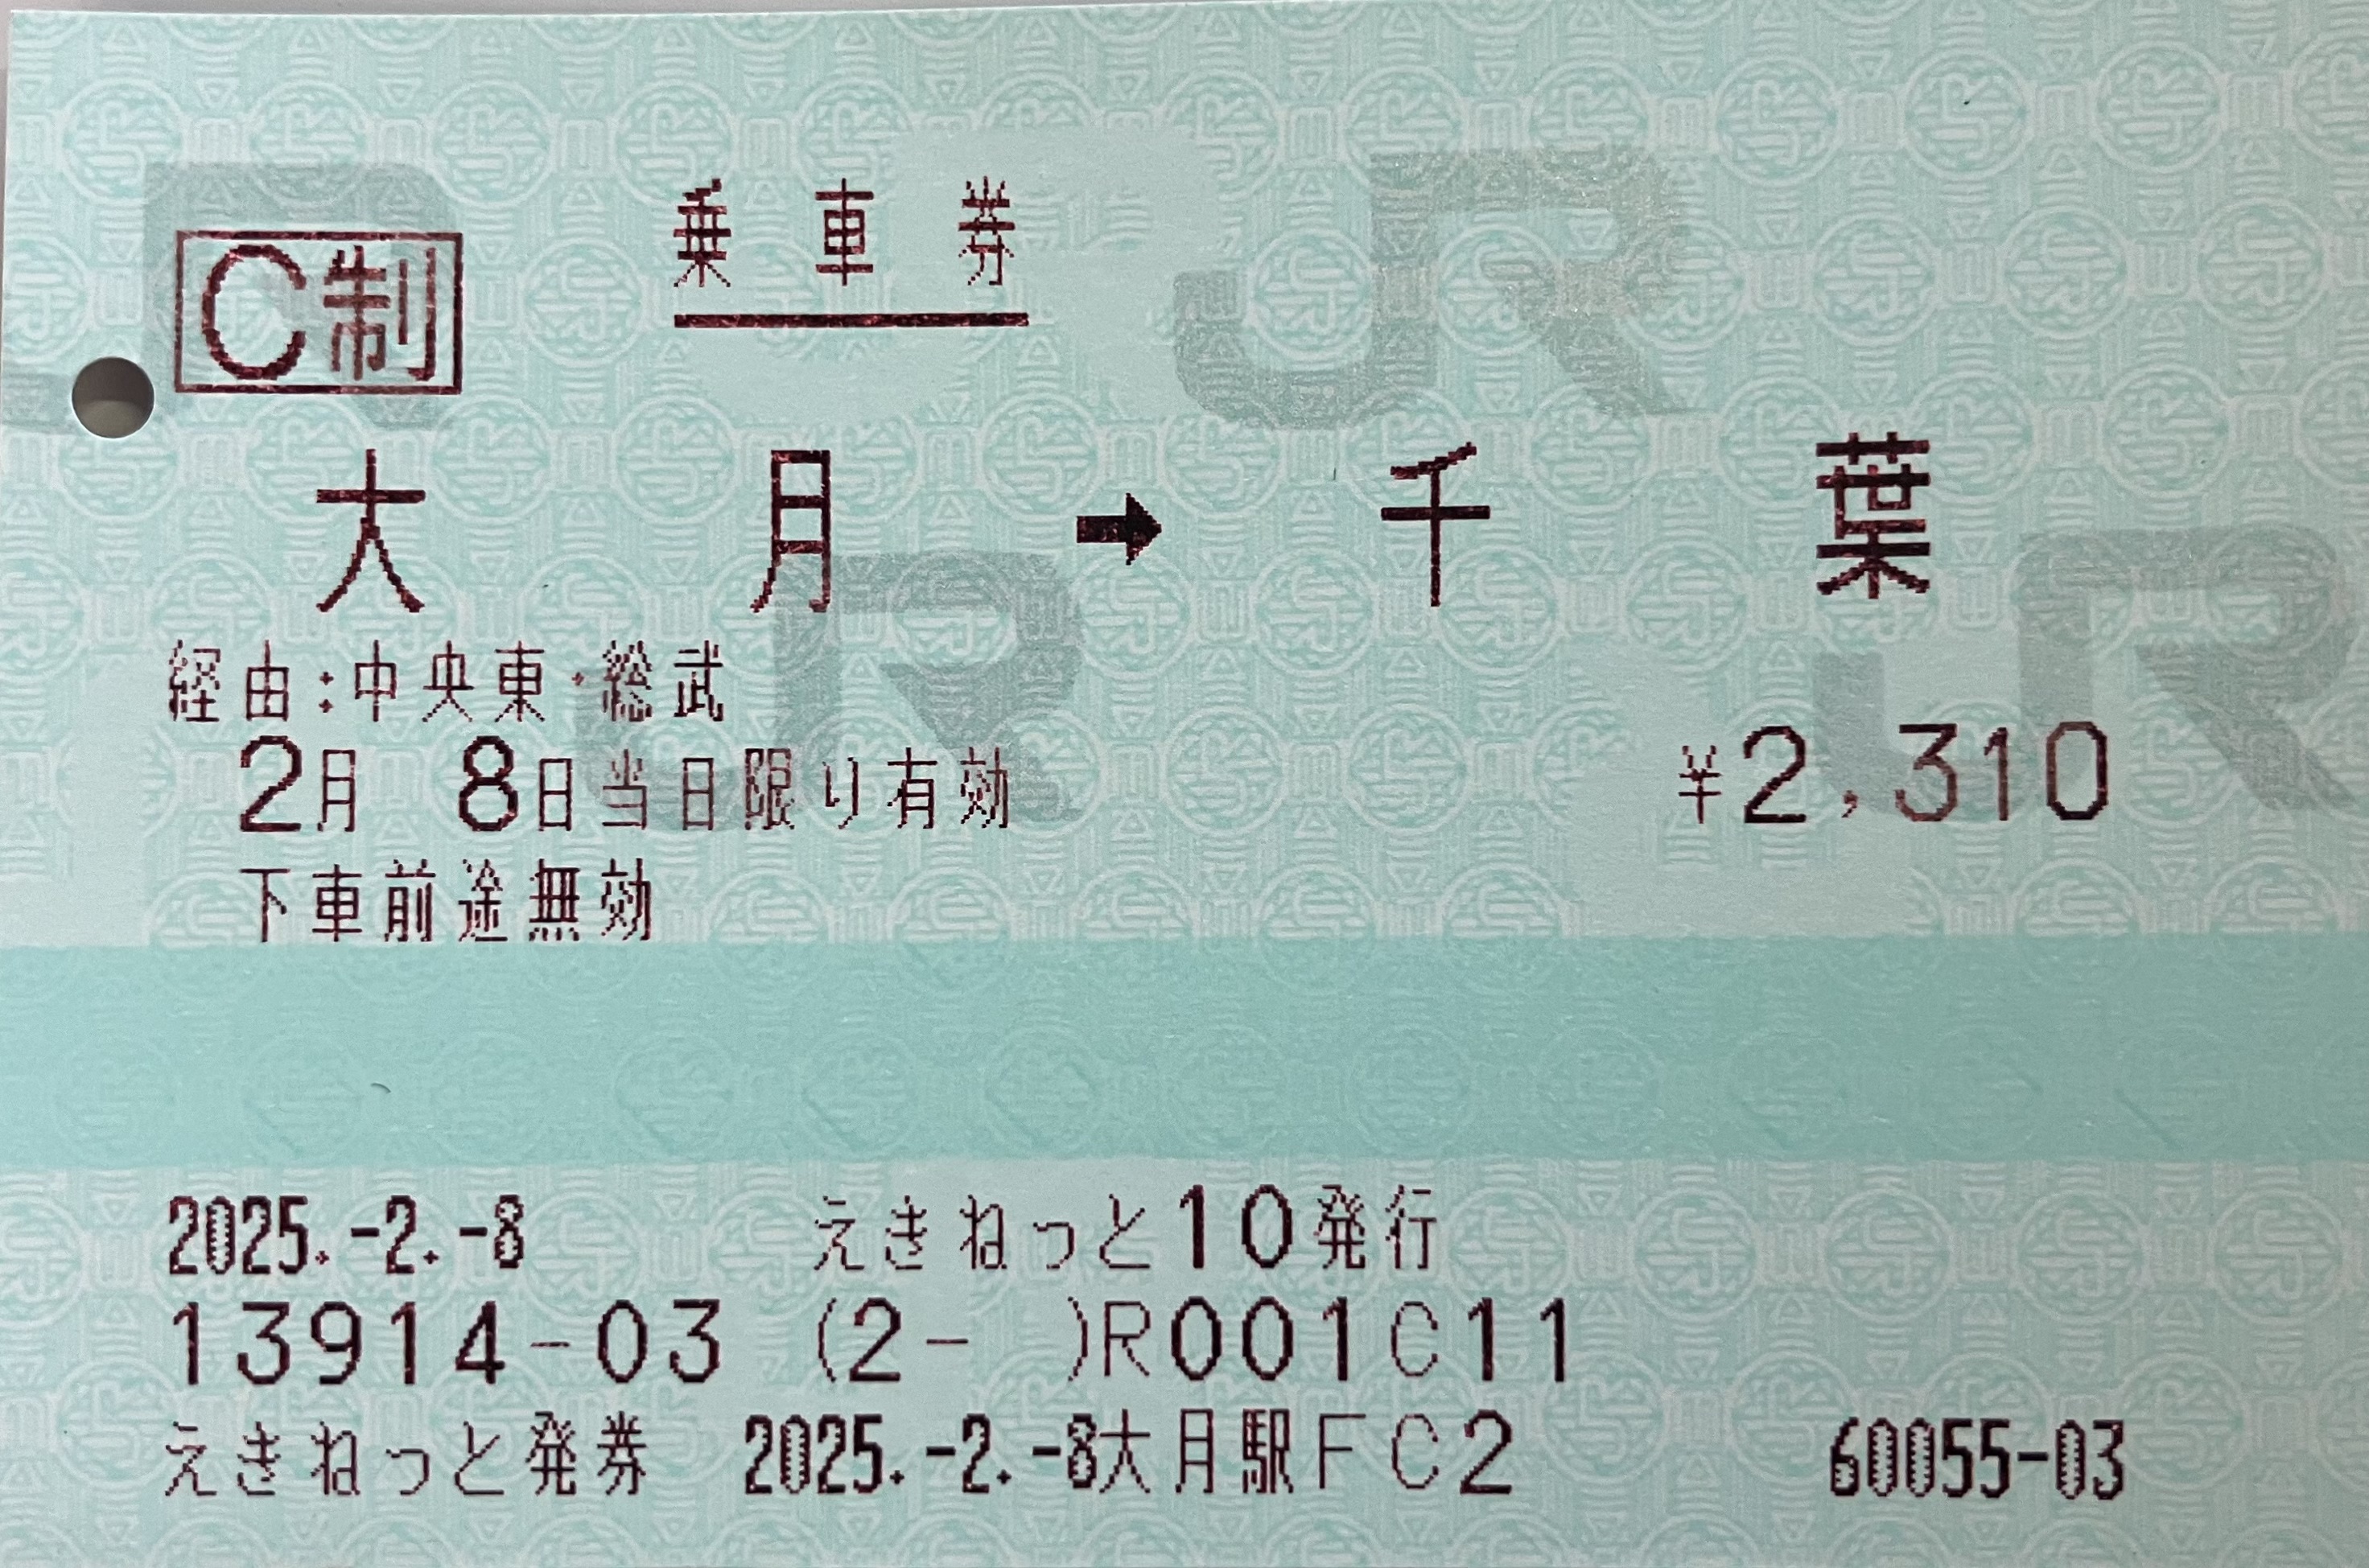 乗車券
C制
大月→千葉
経由:中央東・総武
2月 8日当日限り有効 ¥2,310
下車前途無効
2025.-2.-8 えきねっと10発行
13914-03 (2- )R001C11
えきねっと発券 2025.-2.-8大月駅FC2 60055-03